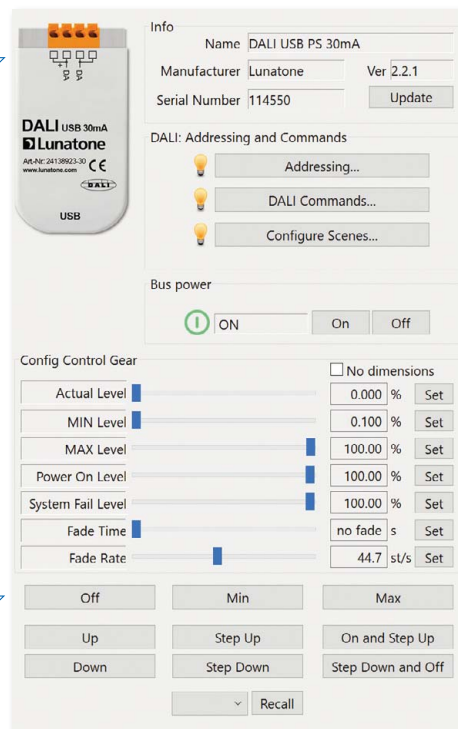 + DA DA
DALI USB 30mA
Lunatone
Art-Nr: 24138923-30 CE
www.lunatone.com
DALI
USB
Info
Name DALI USB PS 30mA
Manufacturer Lunatone Ver 2.2.1
Serial Number 114550 Update
DALI: Addressing and Commands
Addressing...
DALI Commands...
Configure Scenes...
Bus power
ON On Off
Config Control Gear
No dimensions
Actual Level 0.000 % Set
MIN Level 0.100 % Set
MAX Level 100.00 % Set
Power On Level 100.00 % Set
System Fail Level 100.00 % Set
Fade Time no fade s Set
Fade Rate 44.7 st/s Set
Off Min Max
Up Step Up On and Step Up
Down Step Down Step Down and Off
Recall